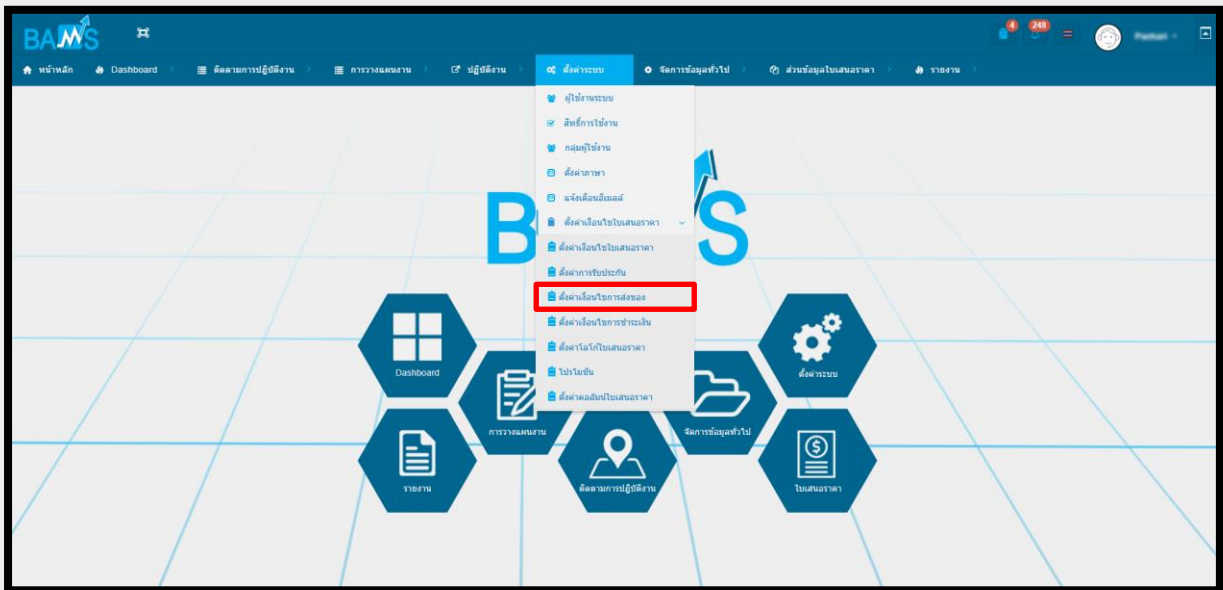 BAMS
4
248
หน้าหลัก
Dashboard
ติดตามการปฏิบัติงาน
การวางแผนงาน
ปฏิบัติงาน
ตั้งค่าระบบ
จัดการข้อมูลทั่วไป
ส่วนข้อมูลใบเสนอราคา
รายงาน
ผู้ใช้งานระบบ
สิทธิ์การใช้งาน
กลุ่มผู้ใช้งาน
ตั้งค่าภาษา
แจ้งเตือนอีเมลล์
ตั้งค่าเงื่อนไขใบเสนอราคา
ตั้งค่าเงื่อนไขใบเสนอราคา
ตั้งค่าการรับประกัน
ตั้งค่าเงื่อนไขการส่งของ
ตั้งค่าเงื่อนไขการชำระเงิน
ตั้งค่าโลโก้ใบเสนอราคา
โปรโมชั่น
ตั้งค่าคอลัมน์ใบเสนอราคา
B S
Dashboard
การวางแผนงาน
จัดการข้อมูลทั่วไป
ตั้งค่าระบบ
รายงาน
ติดตามการปฏิบัติงาน
ใบเสนอราคา